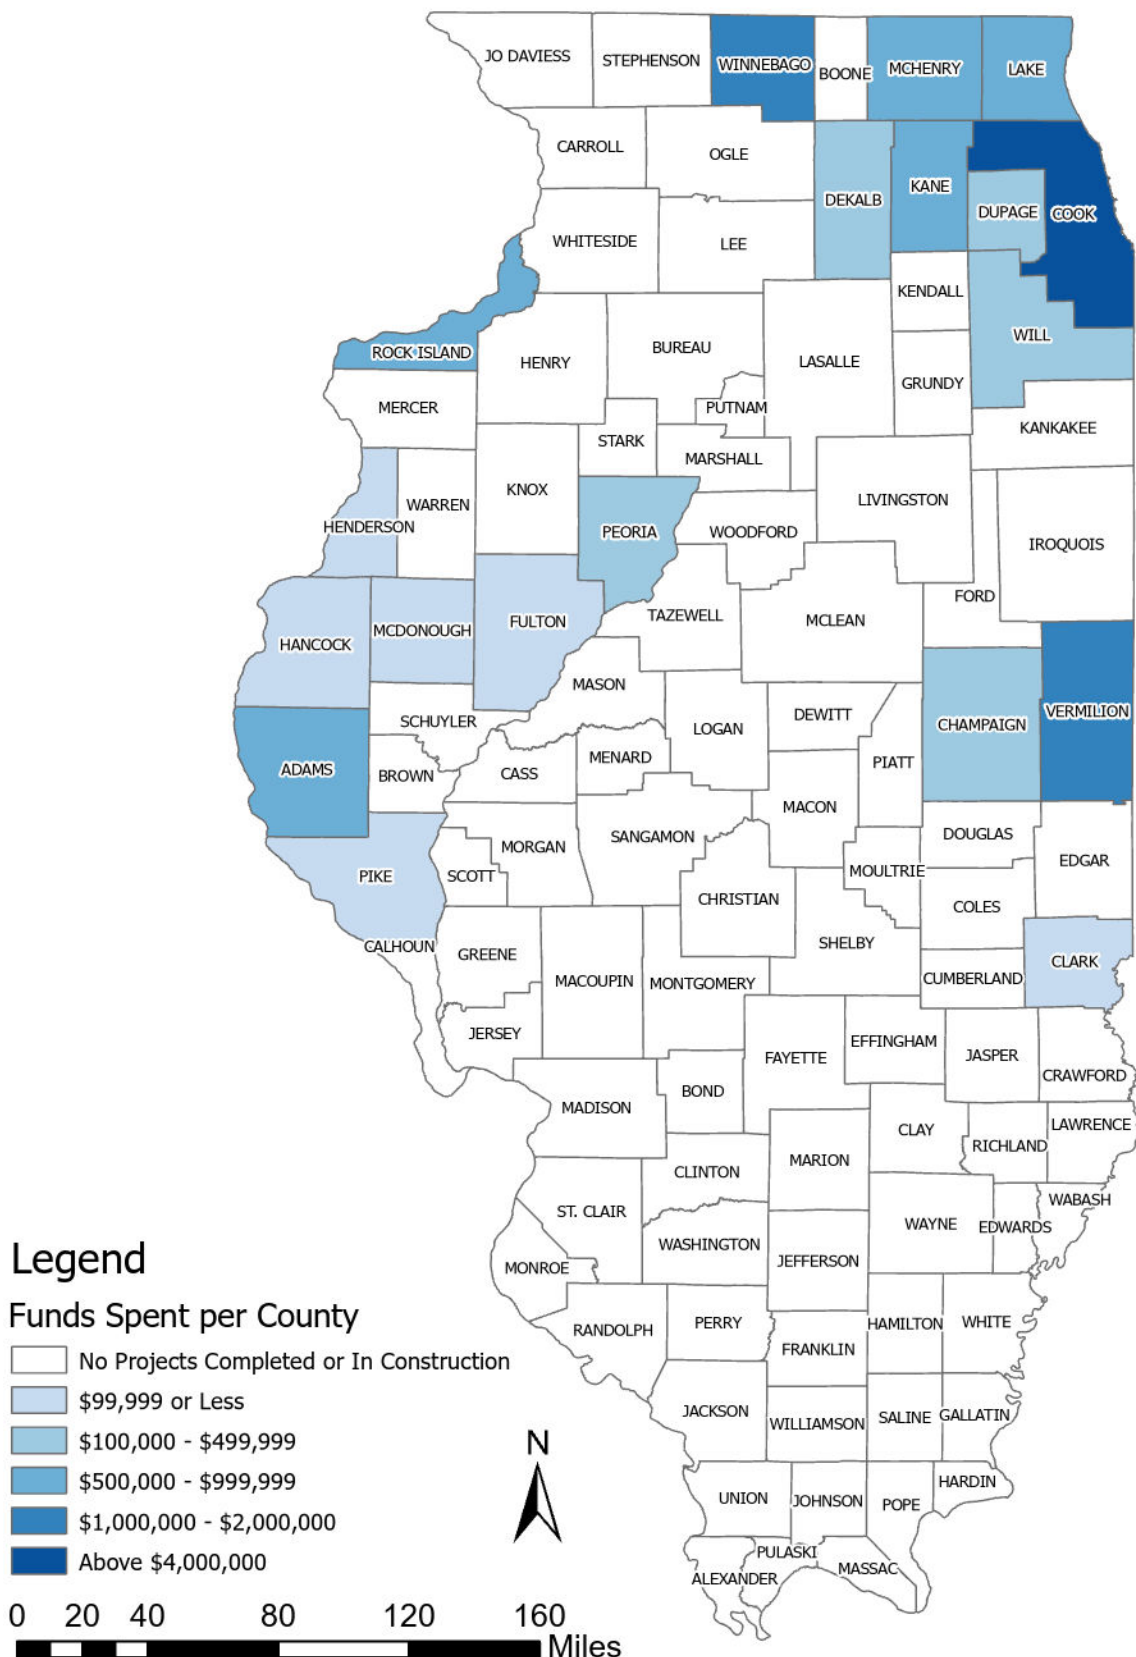 JO DAVIESS
STEPHENSON
WINNEBAGO
BOONE
MCHENRY
LAKE
CARROLL
OGLE
DEKALB
KANE
DUPAGE
COOK
WHITESIDE
LEE
KENDALL
WILL
ROCK ISLAND
HENRY
BUREAU
LASALLE
GRUNDY
MERCER
PUTNAM
KANKAKEE
STARK
MARSHALL
KNOX
WARREN
LIVINGSTON
HENDERSON
PEORIA
WOODFORD
IROQUOIS
FORD
HANCOCK
MCDONOUGH
FULTON
TAZEWELL
MCLEAN
MASON
SCHUYLER
LOGAN
DEWITT
CHAMPAIGN
VERMILION
ADAMS
BROWN
CASS
MENARD
PIATT
MACON
SANGAMON
DOUGLAS
MORGAN
EDGAR
PIKE
SCOTT
MOULTRIE
CHRISTIAN
COLES
CALHOUN
GREENE
SHELBY
CLARK
MACOUPIN
MONTGOMERY
CUMBERLAND
JERSEY
FAYETTE
EFFINGHAM
JASPER
CRAWFORD
MADISON
BOND
CLAY
LAWRENCE
RICHLAND
MARION
CLINTON
WABASH
ST. CLAIR
WAYNE
EDWARDS
WASHINGTON
JEFFERSON
MONROE
RANDOLPH
PERRY
HAMILTON
WHITE
FRANKLIN
JACKSON
WILLIAMSON
SALINE
GALLATIN
HARDIN
UNION
JOHNSON
POPE
PULASKI
MASSAC
ALEXANDER
Legend
Funds Spent per County
No Projects Completed or In Construction
$99,999 or Less
$100,000 - $499,999
$500,000 - $999,999
$1,000,000 - $2,000,000
Above $4,000,000
N
0 20 40 80 120 160
Miles